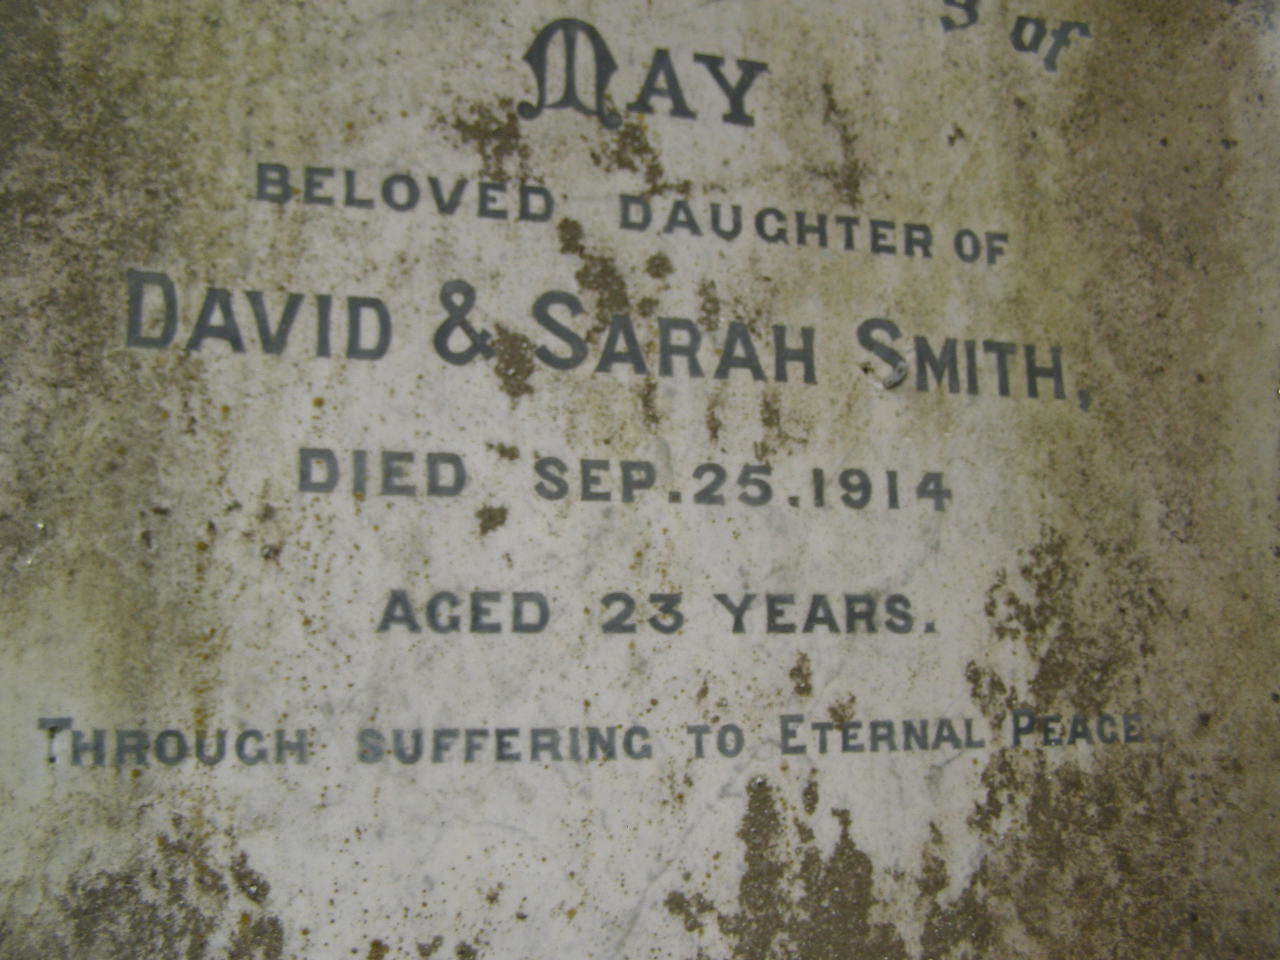 of
MAY
BELOVED DAUGHTER OF
DAVID & SARAH SMITH,
DIED SEP. 25. 1914
AGED 23 YEARS.
THROUGH SUFFERING TO ETERNAL PEACE.